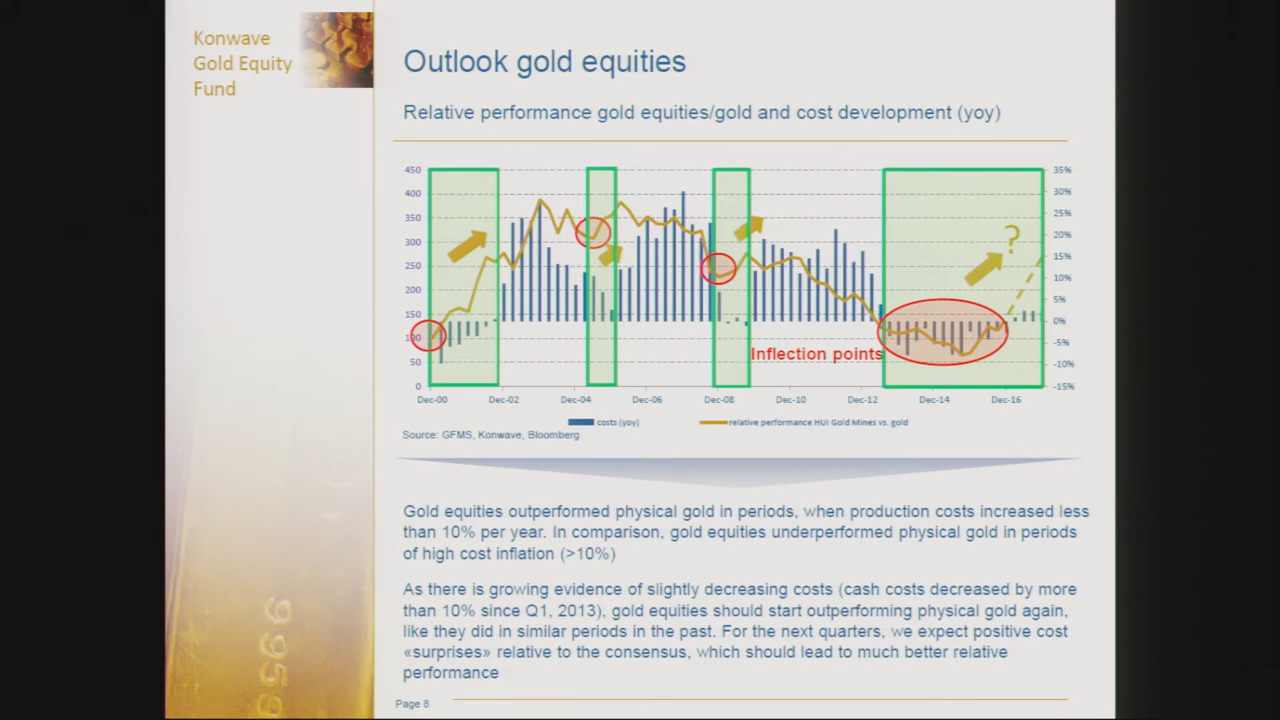 Konwave
Gold Equity
Fund
Outlook gold equities
Relative performance gold equities/gold and cost development (yoy)
450
400
350
300
250
200
150
100
50
0
35%
30%
25%
20%
15%
10%
5%
0%
-5%
-10%
-15%
?
Inflection points
Dec-00 Dec-02 Dec-04 Dec-06 Dec-08 Dec-10 Dec-12 Dec-14 Dec-16
costs (yoy) relative performance HUI Gold Mines vs. gold
Source: GFMS, Konwave, Bloomberg
Gold equities outperformed physical gold in periods, when production costs increased less
than 10% per year. In comparison, gold equities underperformed physical gold in periods
of high cost inflation (>10%)
As there is growing evidence of slightly decreasing costs (cash costs decreased by more
than 10% since Q1, 2013), gold equities should start outperforming physical gold again,
like they did in similar periods in the past. For the next quarters, we expect positive cost
«surprises» relative to the consensus, which should lead to much better relative
performance
9959
Page 8